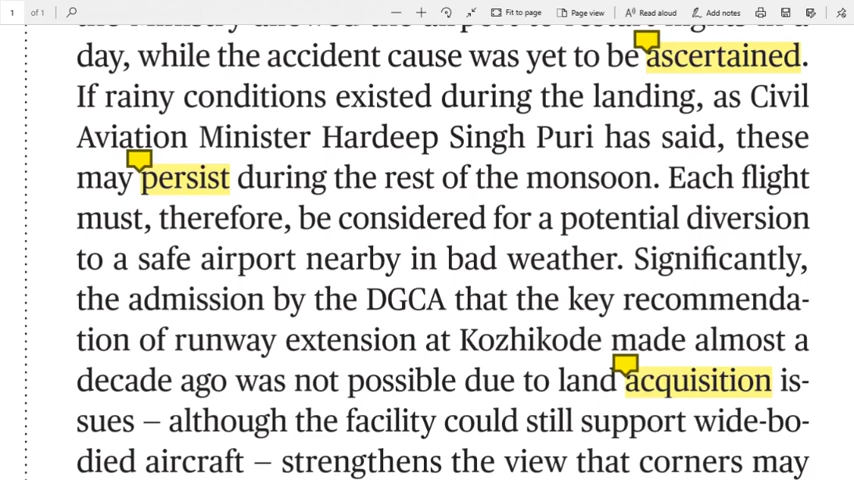 1 of 1 Fit to page Page view Read aloud Add notes
day, while the accident cause was yet to be ascertained.
If rainy conditions existed during the landing, as Civil
Aviation Minister Hardeep Singh Puri has said, these
may persist during the rest of the monsoon. Each flight
must, therefore, be considered for a potential diversion
to a safe airport nearby in bad weather. Significantly,
the admission by the DGCA that the key recommenda-
tion of runway extension at Kozhikode made almost a
decade ago was not possible due to land acquisition is-
sues – although the facility could still support wide-bo-
died aircraft – strengthens the view that corners may